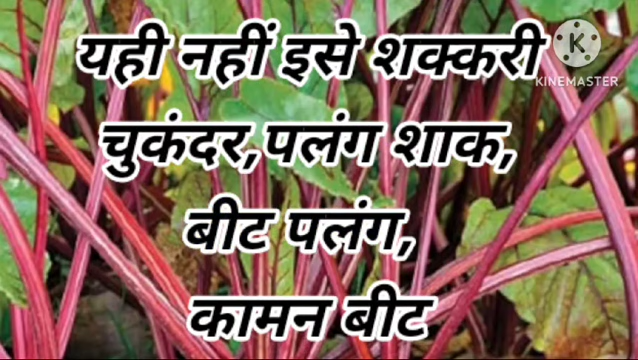 यही नहीं इसे शक्करी
KINEMASTER
चुकंदर,पलंग शाक,
बीट पलंग,
कामन बीट